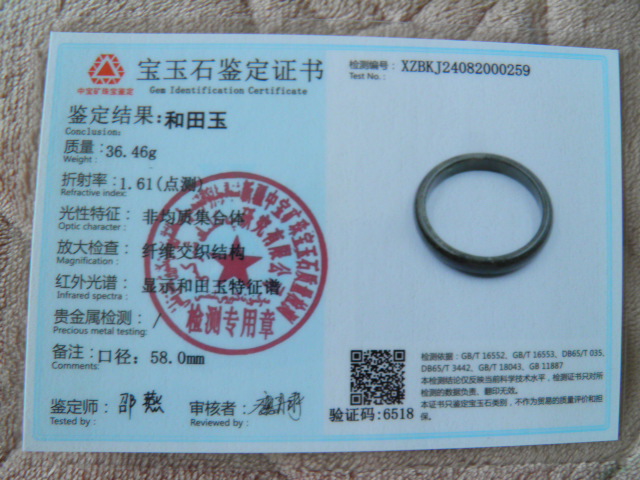 中宝矿珠宝鉴定
宝玉石鉴定证书
Gem Identification Certificate
检测编号: XZBKJ24082000259
Test No.:
鉴定结果:和田玉
Conclusion:
质量:36.46g
Weight:
折射率:1.61(点测)
Refractive index:
光性特征: 非均质集合体
Optic character:
放大检查: 纤维交织结构
Magnification:
红外光谱: 显示和田玉特征谱
Infrared spectra:
贵金属检测: /
Precious metal testing:
备注:口径: 58.0mm
Comments:
鉴定师:
Tested by:
审核者:
Reviewed by:
检测专用章
验证码:6518
检测依据: GB/T 16552、GB/T 16553、DB65/T 035、
DB65/T 3442、GB/T 18043、GB 11887
本检测结论仅反映当前科学技术水平，检测证书只对所
检测的样品负责，翻印无效。
本证书只鉴定宝玉石类别，不作为贸易的质量评价和担
保。